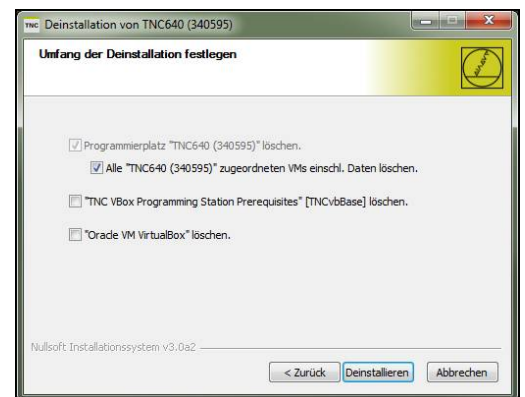 TNC Deinstallation von TNC640 (340595)
Umfang der Deinstallation festlegen
Programmierplatz "TNC640 (340595)" löschen.
Alle "TNC640 (340595)" zugeordneten VMs einschl. Daten löschen.
"TNC VBox Programming Station Prerequisites" [TNCvbBase] löschen.
"Oracle VM VirtualBox" löschen.
Nullsoft Installationssystem v3.0a2
< Zurück Deinstallieren Abbrechen